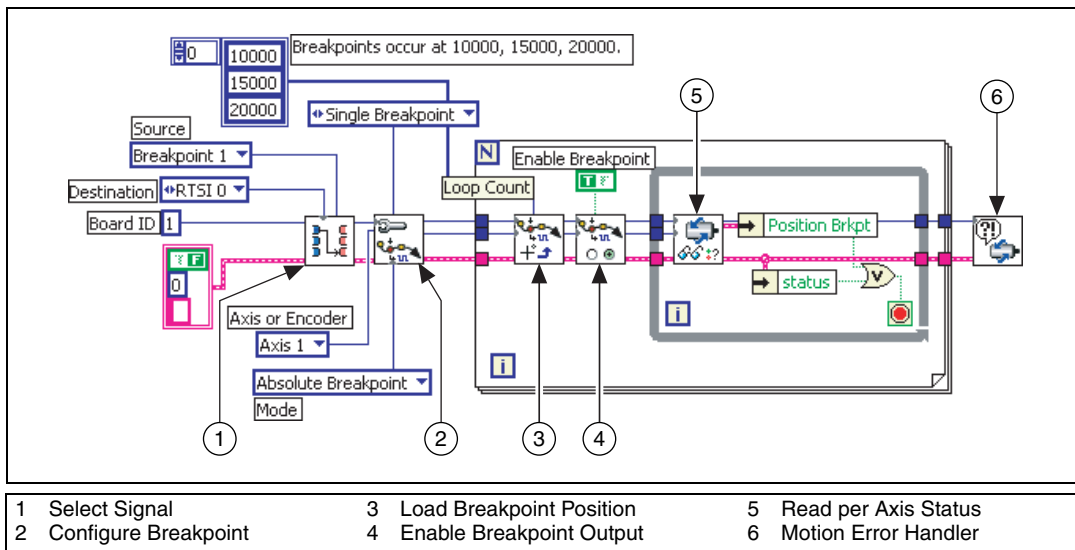 0
10000
15000
20000
Breakpoints occur at 10000, 15000, 20000.
Single Breakpoint
5
6
Source
Breakpoint 1
N
Enable Breakpoint
T
Destination
RTSI 0
Loop Count
Board ID
1
Position Brkpt
F
0
status
V
i
Axis or Encoder
Axis 1
i
Absolute Breakpoint
Mode
1
2
3
4
1 Select Signal
2 Configure Breakpoint
3 Load Breakpoint Position
4 Enable Breakpoint Output
5 Read per Axis Status
6 Motion Error Handler